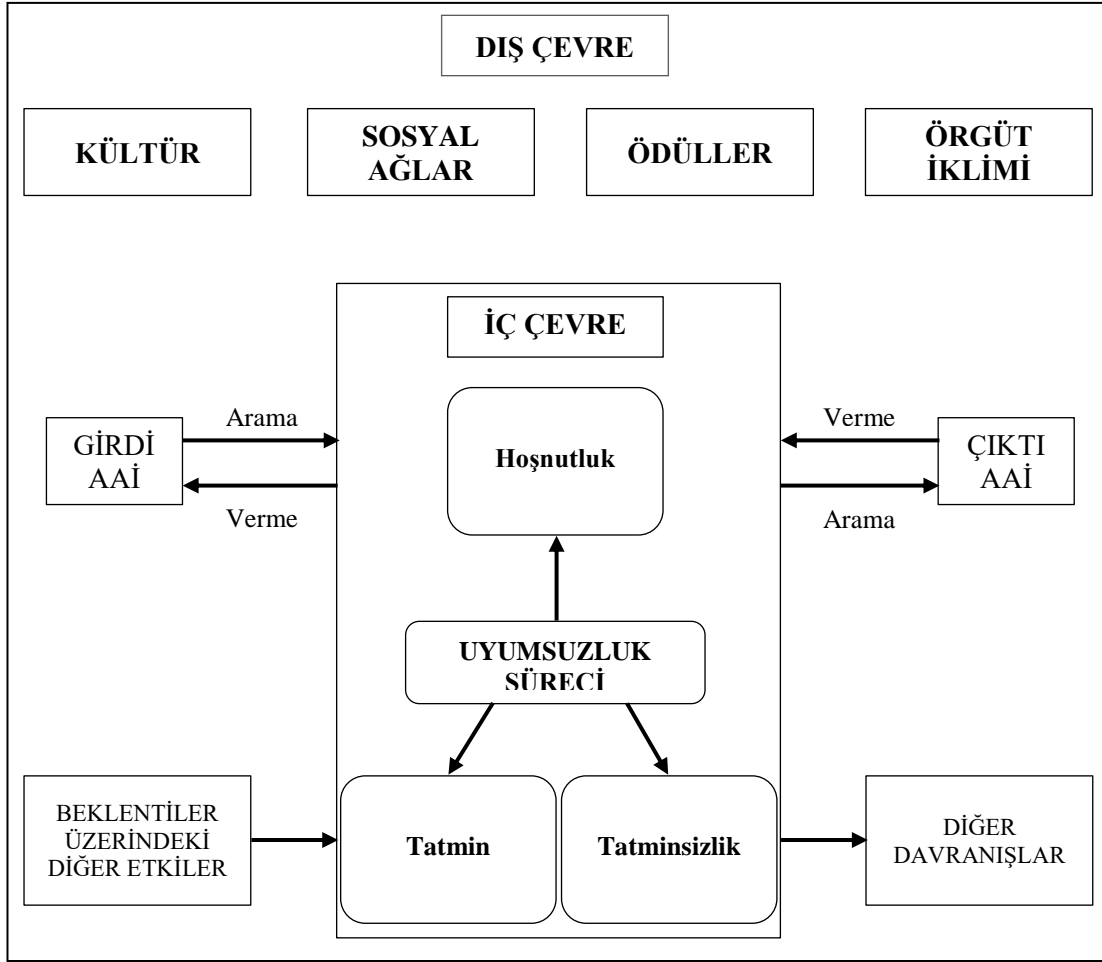 DIŞ ÇEVRE
KÜLTÜR
SOSYAL
AĞLAR
ÖDÜLLER
ÖRGÜT
İKLİMİ
İÇ ÇEVRE
Arama
GİRDİ
AAİ
Verme
Hoşnutluk
Verme
ÇIKTI
AAİ
Arama
UYUMSUZLUK
SÜRECİ
BEKLENTİLER
ÜZERİNDEKİ
DİĞER ETKİLER
Tatmin
Tatminsizlik
DİĞER
DAVRANIŞLAR